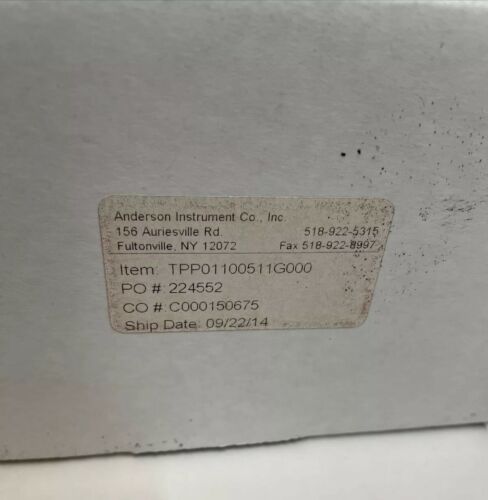 Anderson Instrument Co., Inc.
156 Auriesville Rd. 518-922-5315
Fultonville, NY 12072 Fax 518-922-8997
Item: TPP01100511G000
PO #: 224552
CO #: C000150675
Ship Date: 09/22/14